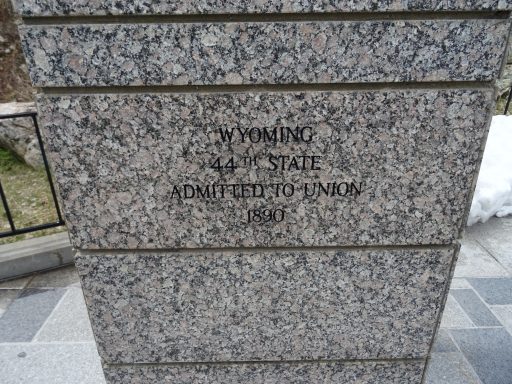 WYOMING
44TH STATE
ADMITTED TO UNION
1890